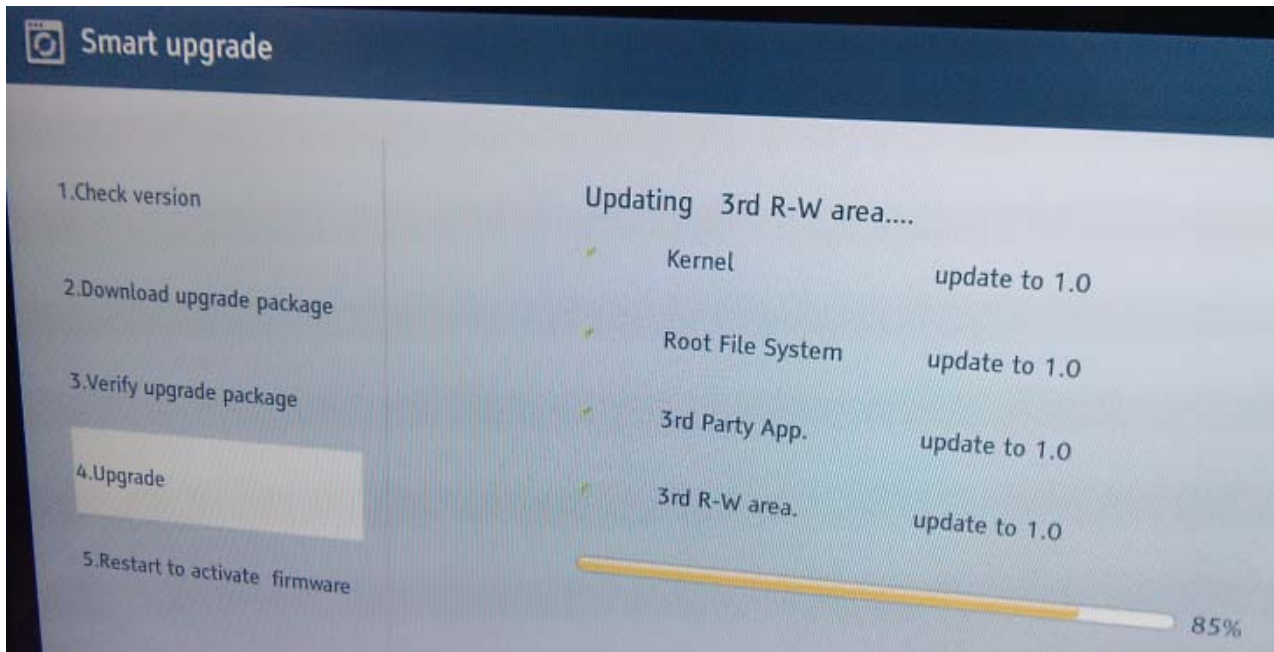 Smart upgrade
1.Check version
2.Download upgrade package
3.Verify upgrade package
4.Upgrade
5.Restart to activate firmware
Updating 3rd R-W area....
Kernel update to 1.0
Root File System update to 1.0
3rd Party App. update to 1.0
3rd R-W area. update to 1.0
85%